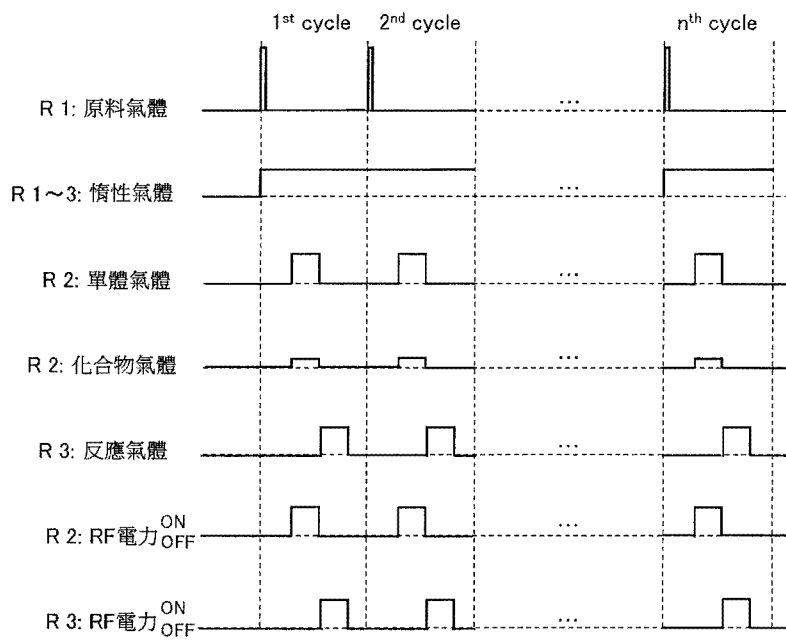 1st cycle 2nd cycle nth cycle
R 1: 原料氣體 ...
R 1～3: 惰性氣體 ...
R 2: 單體氣體 ...
R 2: 化合物氣體 ...
R 3: 反應氣體 ...
R 2: RF電力 ON OFF ...
R 3: RF電力 ON OFF ...